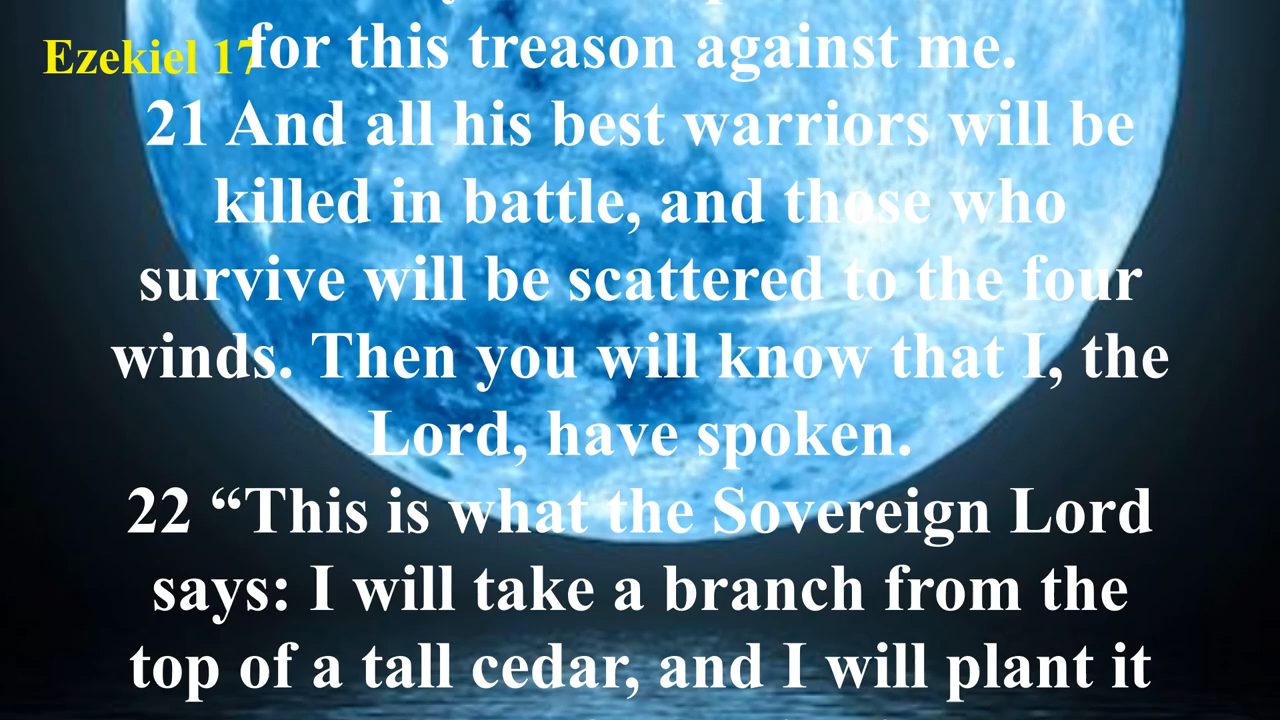 Ezekiel 17
for this treason against me.
21 And all his best warriors will be
killed in battle, and those who
survive will be scattered to the four
winds. Then you will know that I, the
Lord, have spoken.
22 “This is what the Sovereign Lord
says: I will take a branch from the
top of a tall cedar, and I will plant it